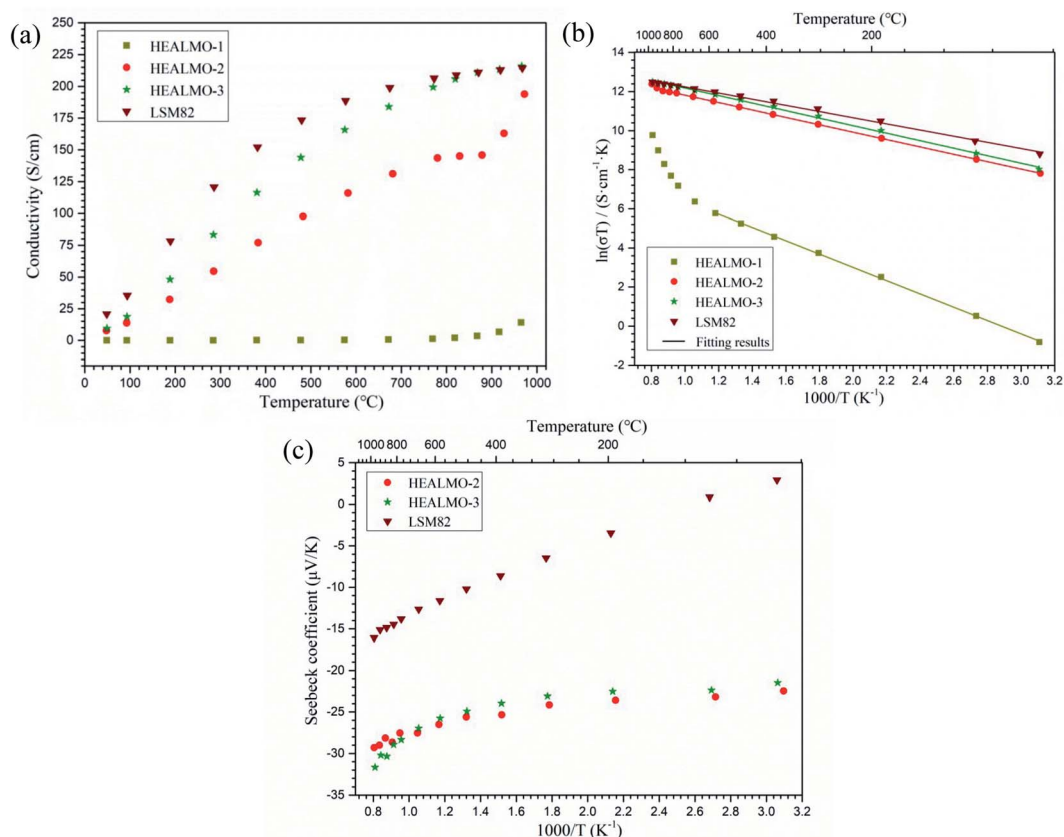 (a)
HEALMO-1
HEALMO-2
HEALMO-3
LSM82
Conductivity (S/cm)
250
225
200
175
150
125
100
75
50
25
0
0 100 200 300 400 500 600 700 800 900 1000
Temperature (℃)
(b)
Temperature (℃)
1000 800 600 400 200
ln(σT) / (S·cm⁻¹·K)
14
12
10
8
6
4
2
0
-2
HEALMO-1
HEALMO-2
HEALMO-3
LSM82
Fitting results
0.6 0.8 1.0 1.2 1.4 1.6 1.8 2.0 2.2 2.4 2.6 2.8 3.0 3.2
1000/T (K⁻¹)
(c)
Temperature (℃)
1000 800 600 400 200
HEALMO-2
HEALMO-3
LSM82
Seebeck coefficient (μV/K)
5
0
-5
-10
-15
-20
-25
-30
-35
0.6 0.8 1.0 1.2 1.4 1.6 1.8 2.0 2.2 2.4 2.6 2.8 3.0 3.2
1000/T (K⁻¹)